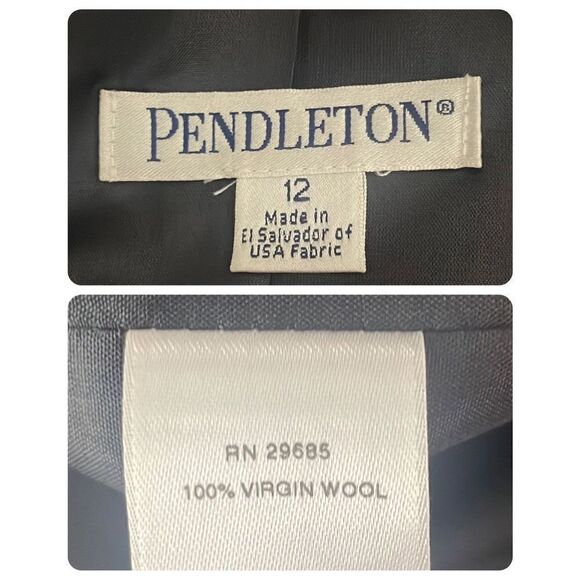 PENDLETON®
12
Made in
El Salvador of
USA Fabric
RN 29685
100% VIRGIN WOOL